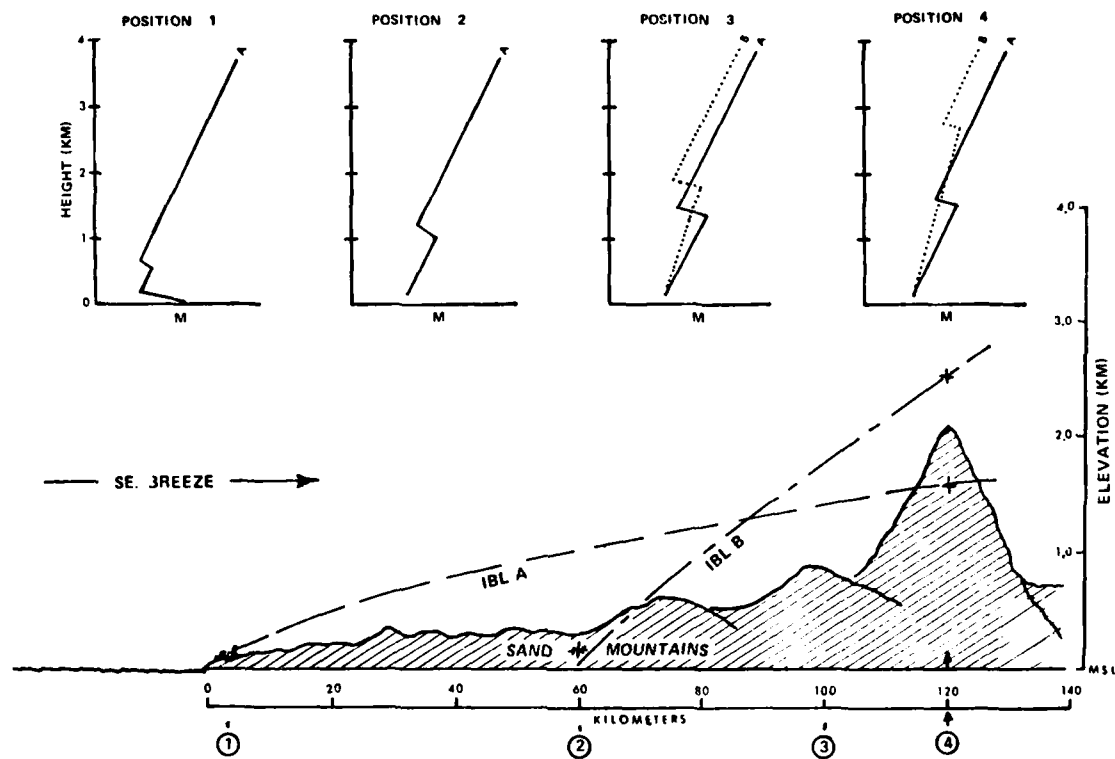 POSITION 1 POSITION 2 POSITION 3 POSITION 4
4 A A B A B A
3
2
1
0
HEIGHT (KM)
M M M M
4,0
3,0
2,0
1,0
MSL
ELEVATION (KM)
SE. BREEZE
IBL A
IBL B
SAND MOUNTAINS
0 20 40 60 80 100 120 140
KILOMETERS
1 2 3 4